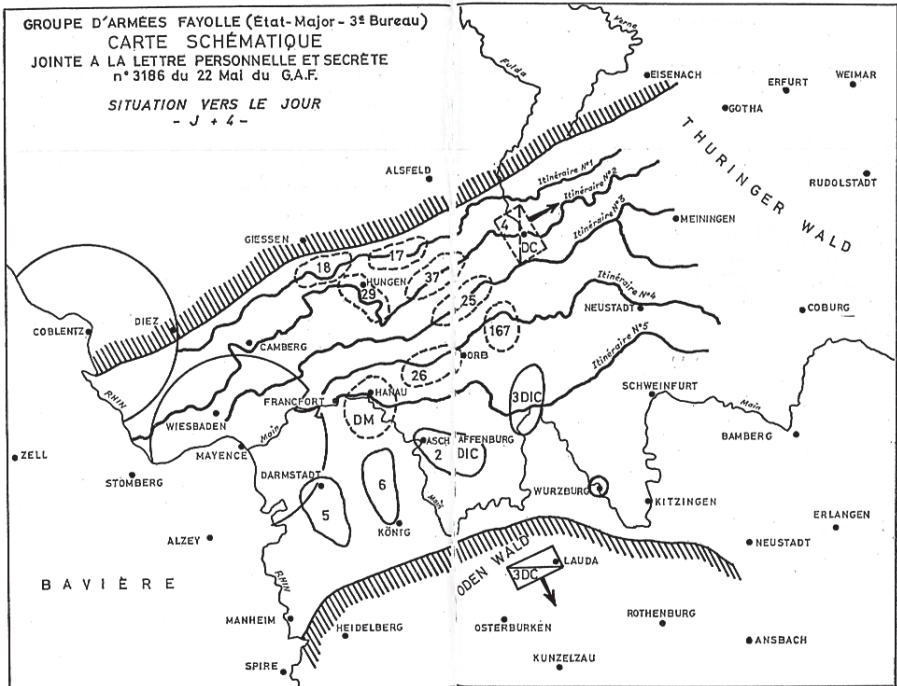 GROUPE D'ARMÉES FAYOLLE (État-Major - 3e Bureau)
CARTE SCHÉMATIQUE
JOINTE A LA LETTRE PERSONNELLE ET SECRÈTE
n° 3186 du 22 Mai du G.A.F.
SITUATION VERS LE JOUR
- J + 4 -
Fulda
Verne
EISENACH
ERFURT
WEIMAR
GOTHA
THURINGER WALD
RUDOLSTADT
ALSFELD
Itinéraire N°1
Itinéraire N°2
Itinéraire N°3
4
DC
MEININGEN
GIESSEN
18
17
HUNGEN
29
37
25
Itinéraire N°4
NEUSTADT
COBURG
COBLENTZ
DIEZ
CAMBERG
167
ORB
Itinéraire N°5
26
RHIN
WIESBADEN
FRANCFORT
HANAU
DM
3DIC
SCHWEINFURT
Main
Main
BAMBERG
MAYENCE
ASCHAFFENBURG
2 DIC
ZELL
STÖMBERG
DARMSTADT
5
6
Main
WURZBURG
KITZINGEN
KÖNIG
ERLANGEN
ALZEY
NEUSTADT
BAVIÈRE
RHIN
ODEN WALD
LAUDA
3DC
MANHEIM
HEIDELBERG
OSTERBURKEN
ROTHENBURG
ANSBACH
SPIRE
KUNZELZAU